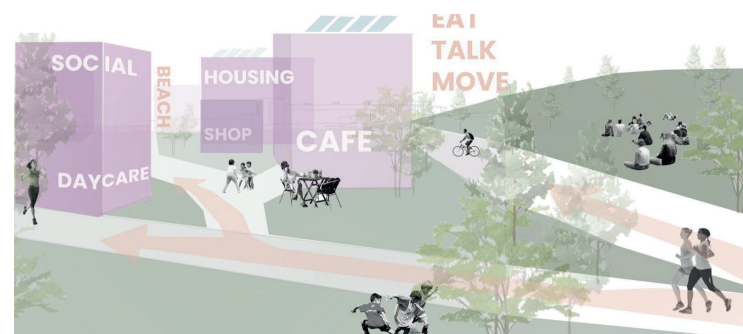 SOCIAL
DAYCARE
BEACH
HOUSING
SHOP
CAFE
EAT
TALK
MOVE